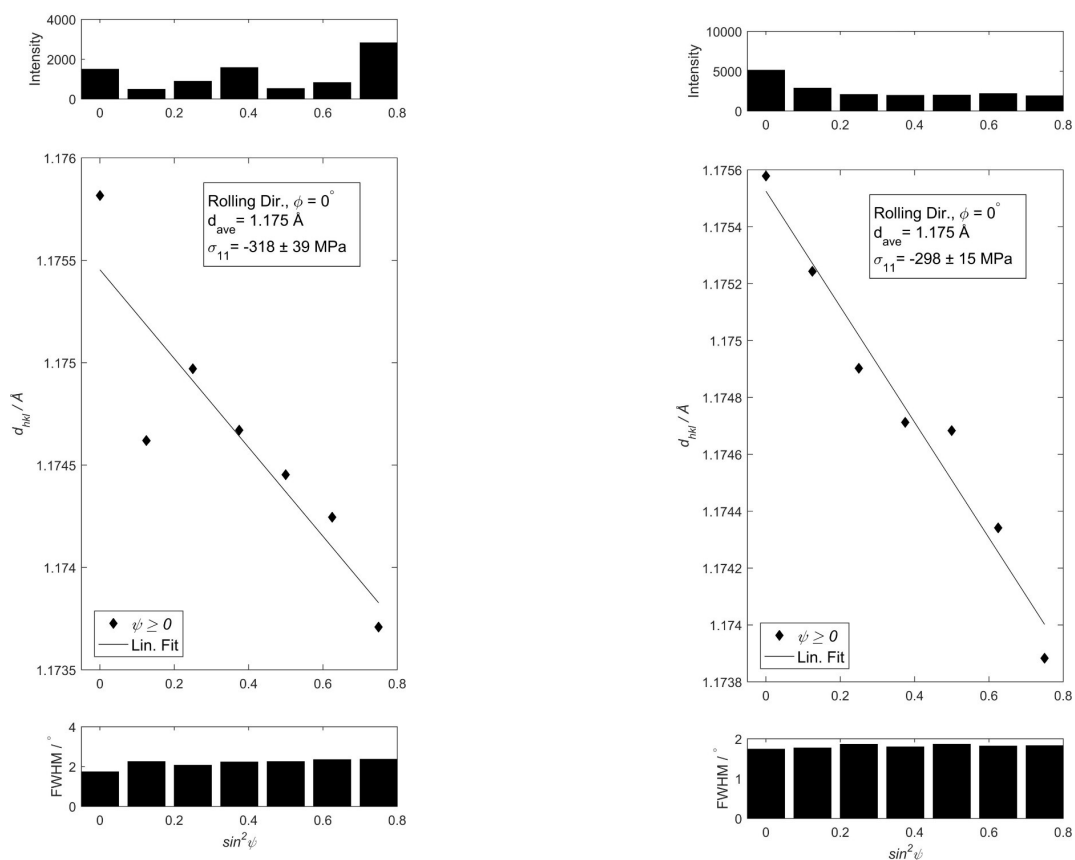 4000
2000
0
Intensity
0 0.2 0.4 0.6 0.8
1.176
1.1755
1.175
1.1745
1.174
1.1735
d_hkl / Å
Rolling Dir., ϕ = 0°
d_ave = 1.175 Å
σ_11 = -318 ± 39 MPa
ψ ≥ 0
Lin. Fit
0 0.2 0.4 0.6 0.8
4
2
0
FWHM / °
0 0.2 0.4 0.6 0.8
sin²ψ
10000
5000
0
Intensity
0 0.2 0.4 0.6 0.8
1.1756
1.1754
1.1752
1.175
1.1748
1.1746
1.1744
1.1742
1.174
1.1738
d_hkl / Å
Rolling Dir., ϕ = 0°
d_ave = 1.175 Å
σ_11 = -298 ± 15 MPa
ψ ≥ 0
Lin. Fit
0 0.2 0.4 0.6 0.8
2
1
0
FWHM / °
0 0.2 0.4 0.6 0.8
sin²ψ